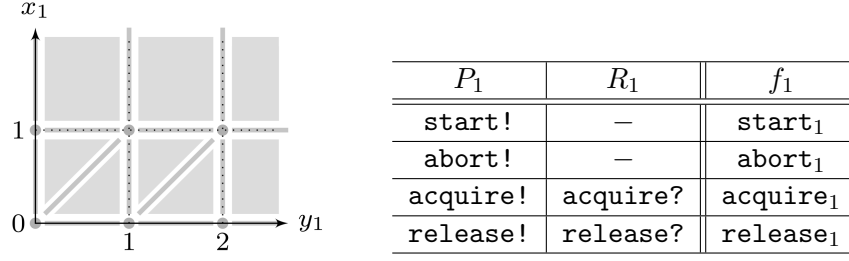 x₁
1
0
1 2
y₁
P₁ R₁ f₁
start! − start₁
abort! − abort₁
acquire! acquire? acquire₁
release! release? release₁